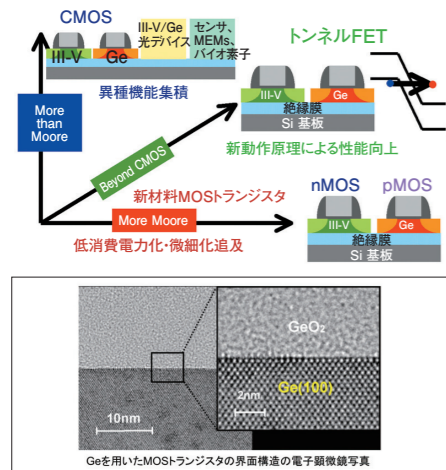 CMOS
III-V
Ge
III-V/Ge
光デバイス
センサ、
MEMs、
バイオ素子
異種機能集積
More
than
Moore
トンネルFET
III-V
Ge
絶縁膜
Si 基板
新動作原理による性能向上
Beyond CMOS
新材料MOSトランジスタ
More Moore
低消費電力化・微細化追及
nMOS
pMOS
III-V
Ge
絶縁膜
Si 基板
GeO2
Ge(100)
2nm
10nm
Geを用いたMOSトランジスタの界面構造の電子顕微鏡写真